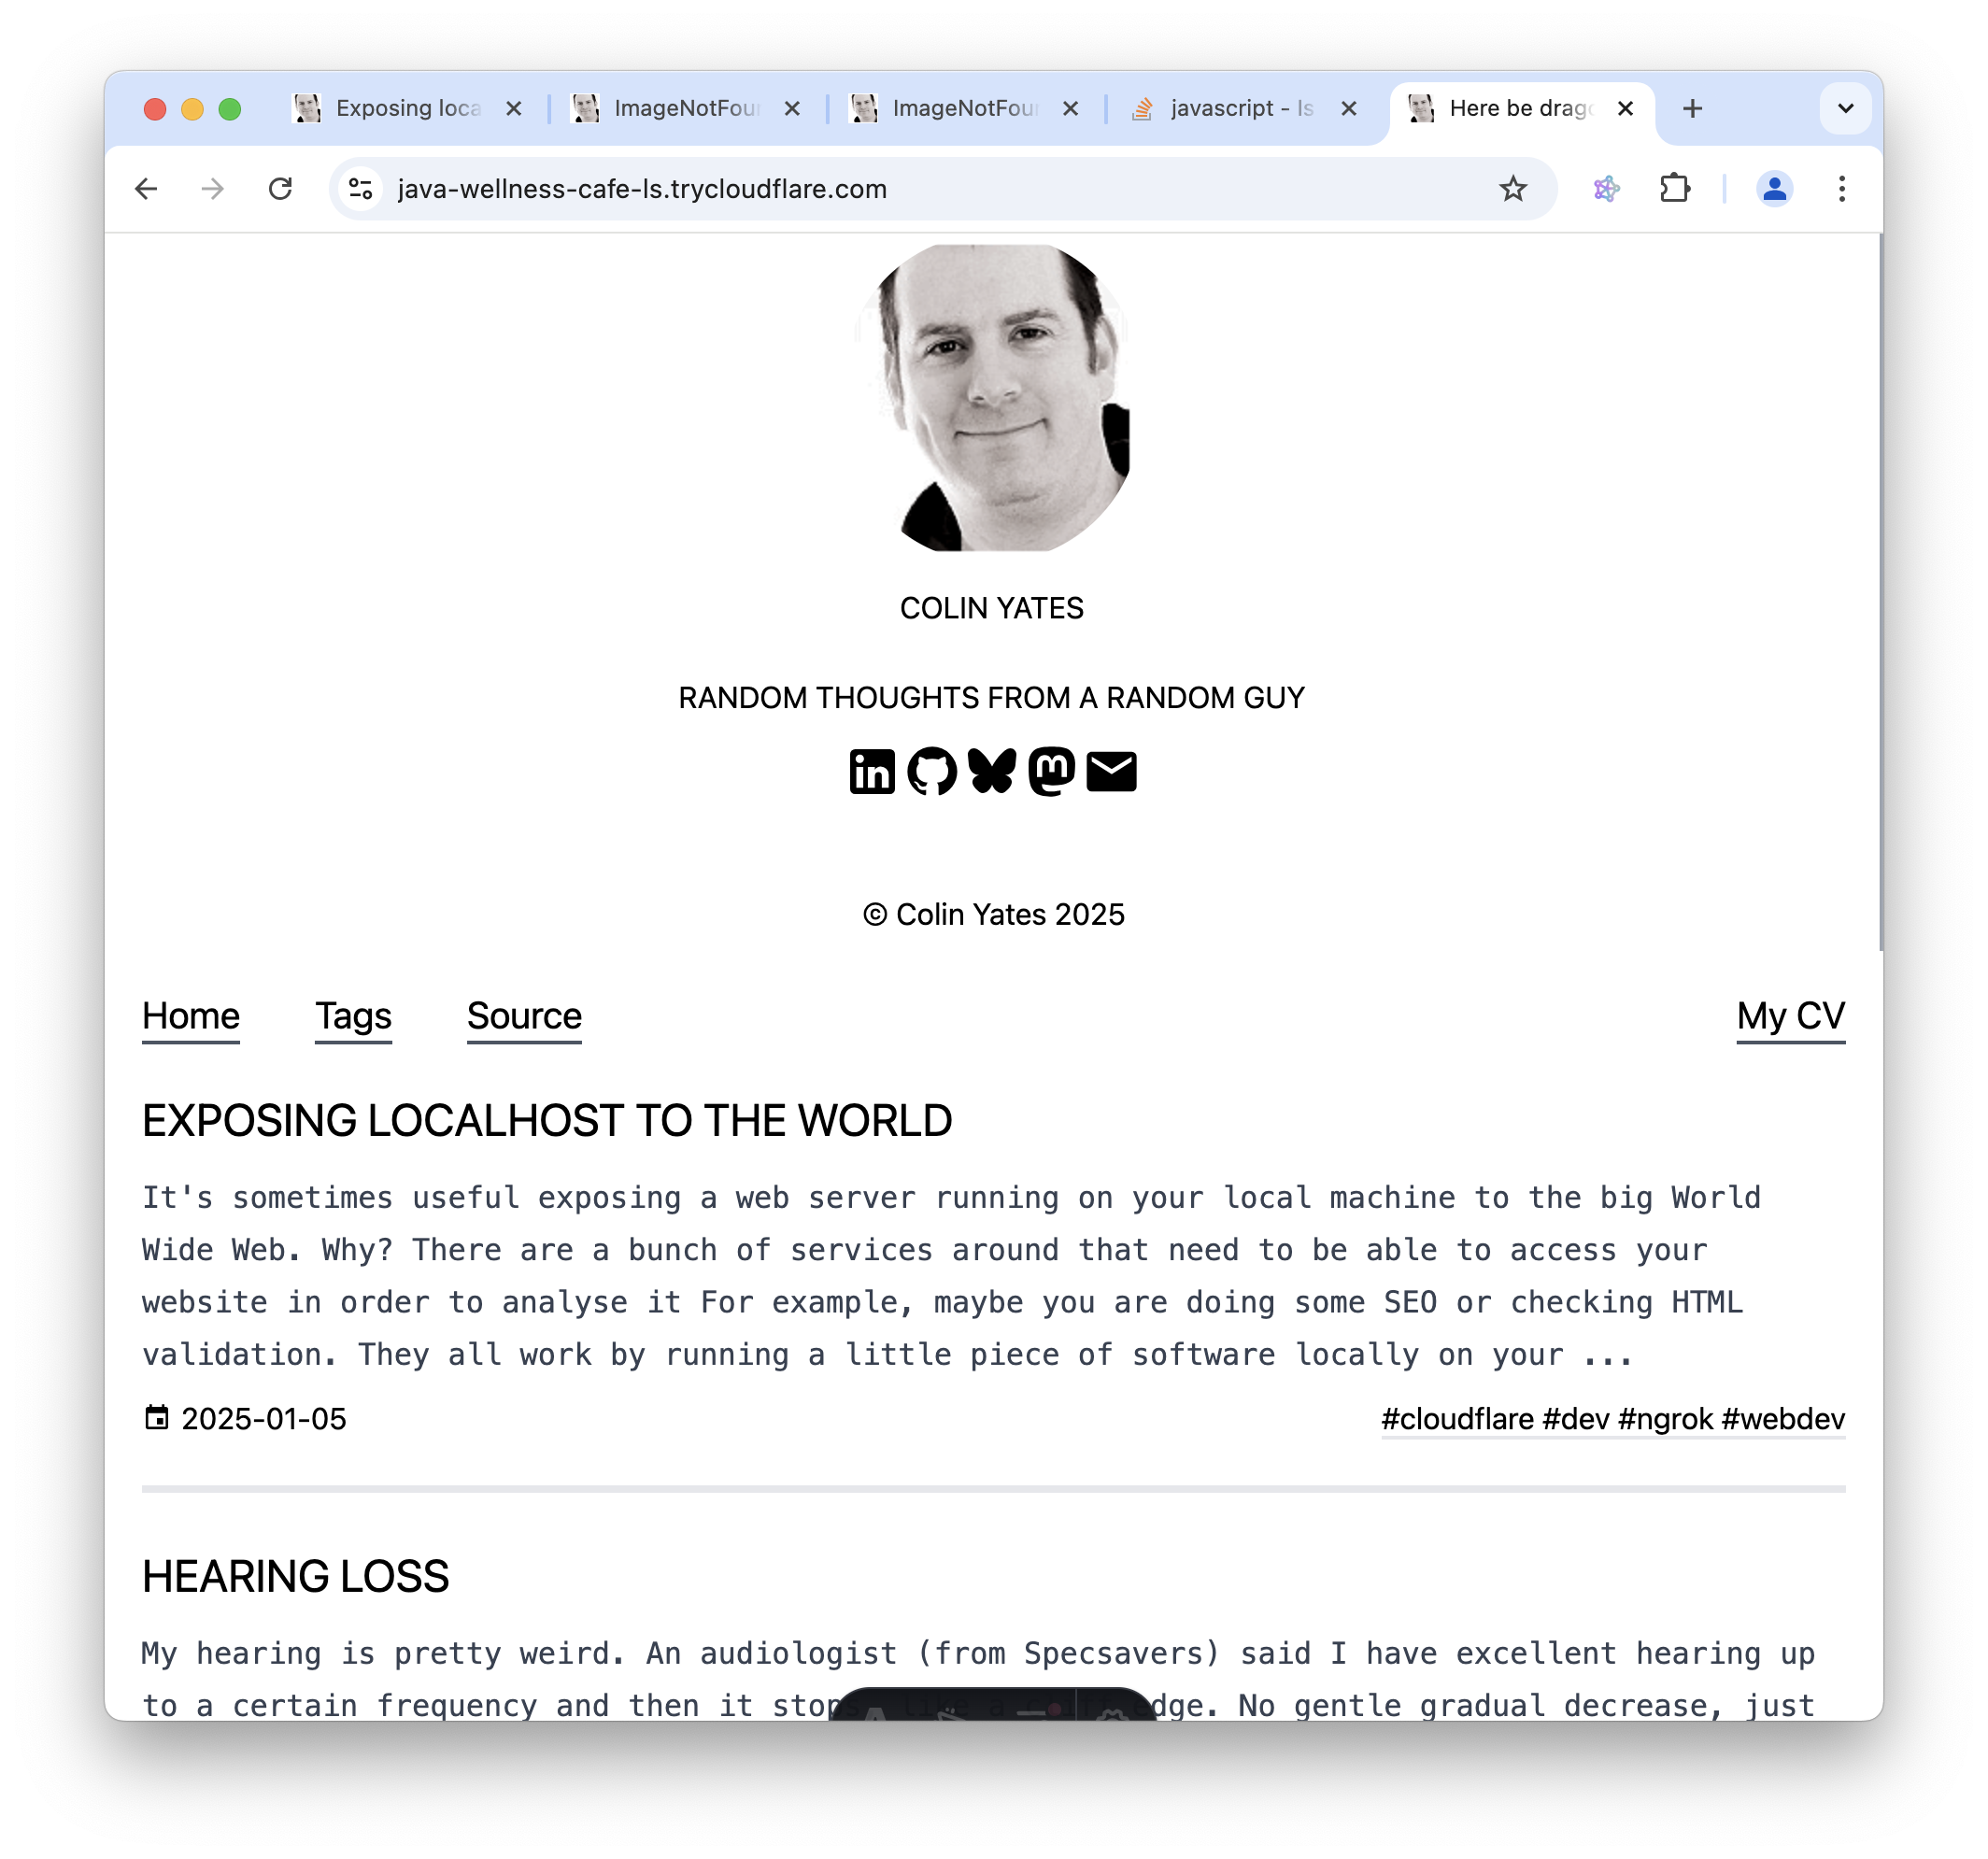 Exposing loca
ImageNotFour
ImageNotFour
javascript - Is
Here be drago
java-wellness-cafe-ls.trycloudflare.com
COLIN YATES
RANDOM THOUGHTS FROM A RANDOM GUY
© Colin Yates 2025
Home Tags Source My CV
EXPOSING LOCALHOST TO THE WORLD
It's sometimes useful exposing a web server running on your local machine to the big World
Wide Web. Why? There are a bunch of services around that need to be able to access your
website in order to analyse it For example, maybe you are doing some SEO or checking HTML
validation. They all work by running a little piece of software locally on your ...
2025-01-05 #cloudflare #dev #ngrok #webdev
HEARING LOSS
My hearing is pretty weird. An audiologist (from Specsavers) said I have excellent hearing up
to a certain frequency and then it stops, like a edge. No gentle gradual decrease, just